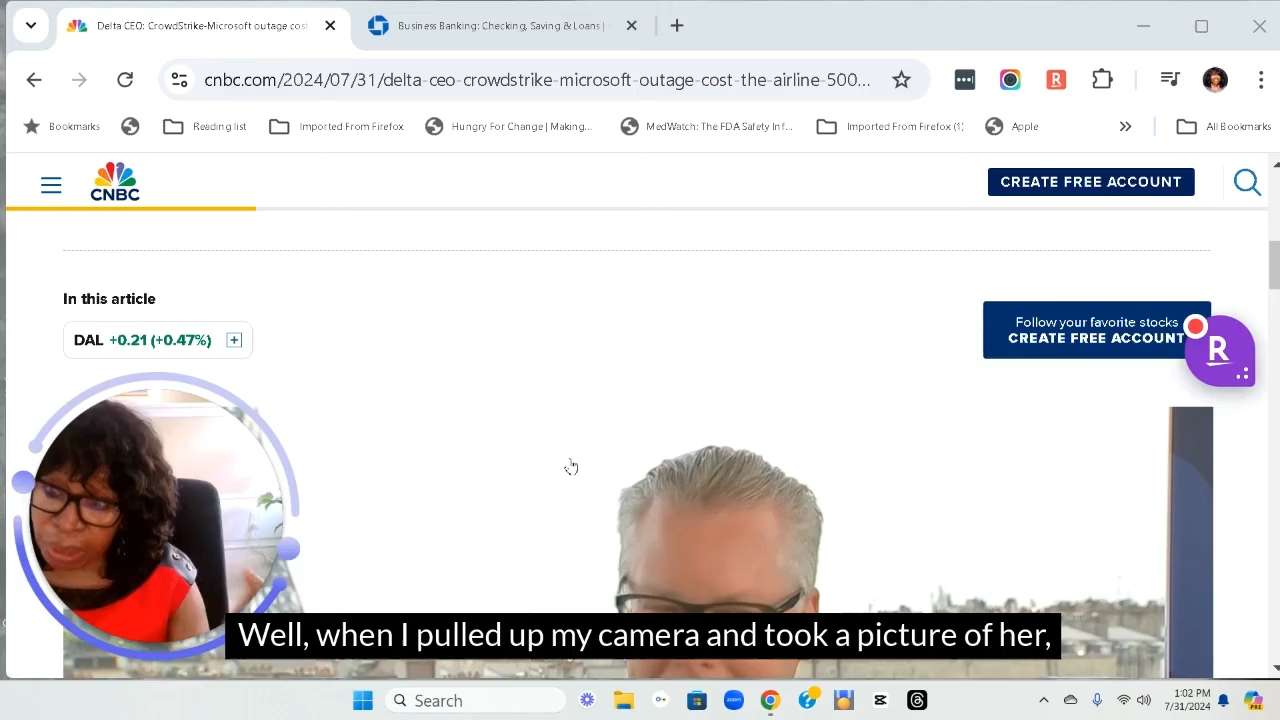 Delta CEO: CrowdStrike-Microsoft outage cost
Business Banking: Checking, Saving & Loans |
cnbc.com/2024/07/31/delta-ceo-crowdstrike-microsoft-outage-cost-the-airline-500...
R
Bookmarks
Reading list
Imported From Firefox
Hungry For Change | Making...
MedWatch: The FDA Safety Inf...
Imported From Firefox (1)
Apple
All Bookmarks
CNBC
CREATE FREE ACCOUNT
In this article
DAL +0.21 (+0.47%)
Follow your favorite stocks
CREATE FREE ACCOUNT
R
Well, when I pulled up my camera and took a picture of her,
Search
1:02 PM
7/31/2024